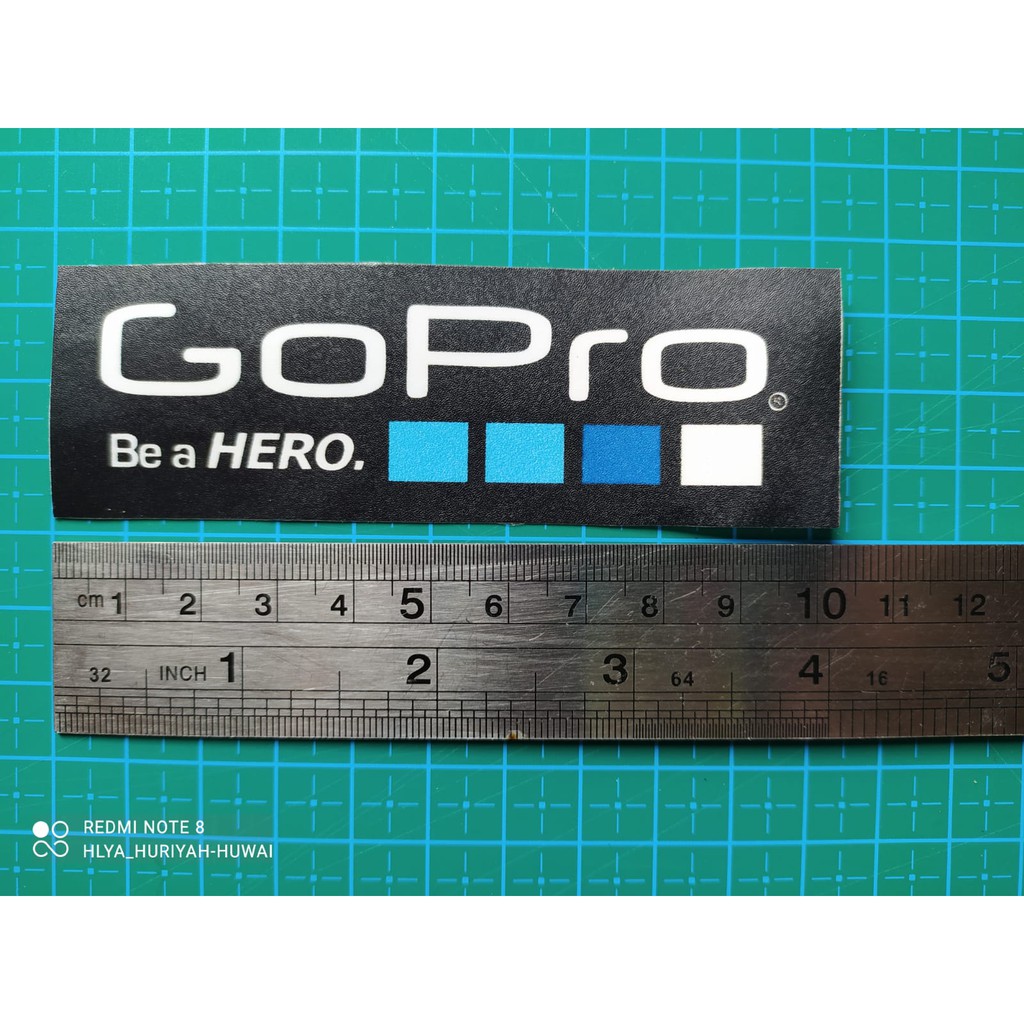 GoPro®
Be a HERO.
cm 1 2 3 4 5 6 7 8 9 10 11 12
32 INCH 1 2 3 64 4 16 5
REDMI NOTE 8
HLYA_HURIYAH-HUWAI